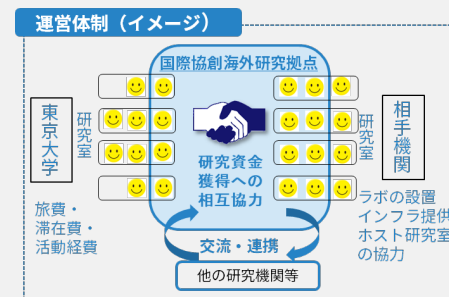 運営体制（イメージ）
国際協創海外研究拠点
東京大学
研究室
研究室
相手機関
研究資金
獲得への
相互協力
旅費・
滞在費・
活動経費
ラボの設置
インフラ提供
ホスト研究室
の協力
交流・連携
他の研究機関等